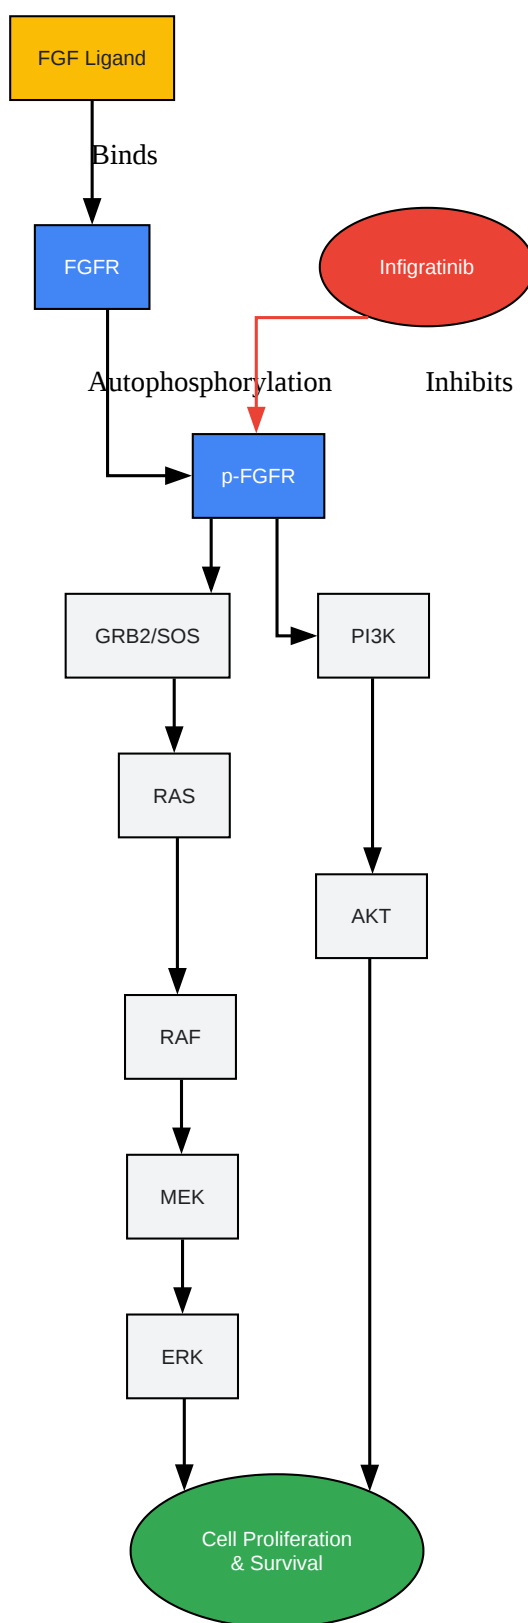 FGF Ligand
Binds
FGFR
Infigratinib
Autophosphorylation
Inhibits
p-FGFR
GRB2/SOS
PI3K
RAS
AKT
RAF
MEK
ERK
Cell Proliferation
& Survival